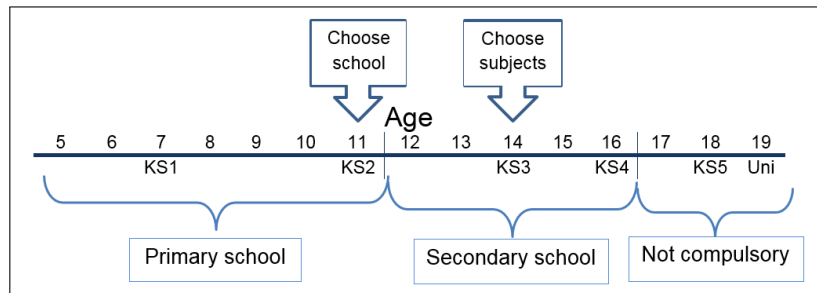 Choose
school
Choose
subjects
Age
5 6 7 8 9 10 11 12 13 14 15 16 17 18 19
KS1 KS2 KS3 KS4 KS5 Uni
Primary school
Secondary school
Not compulsory